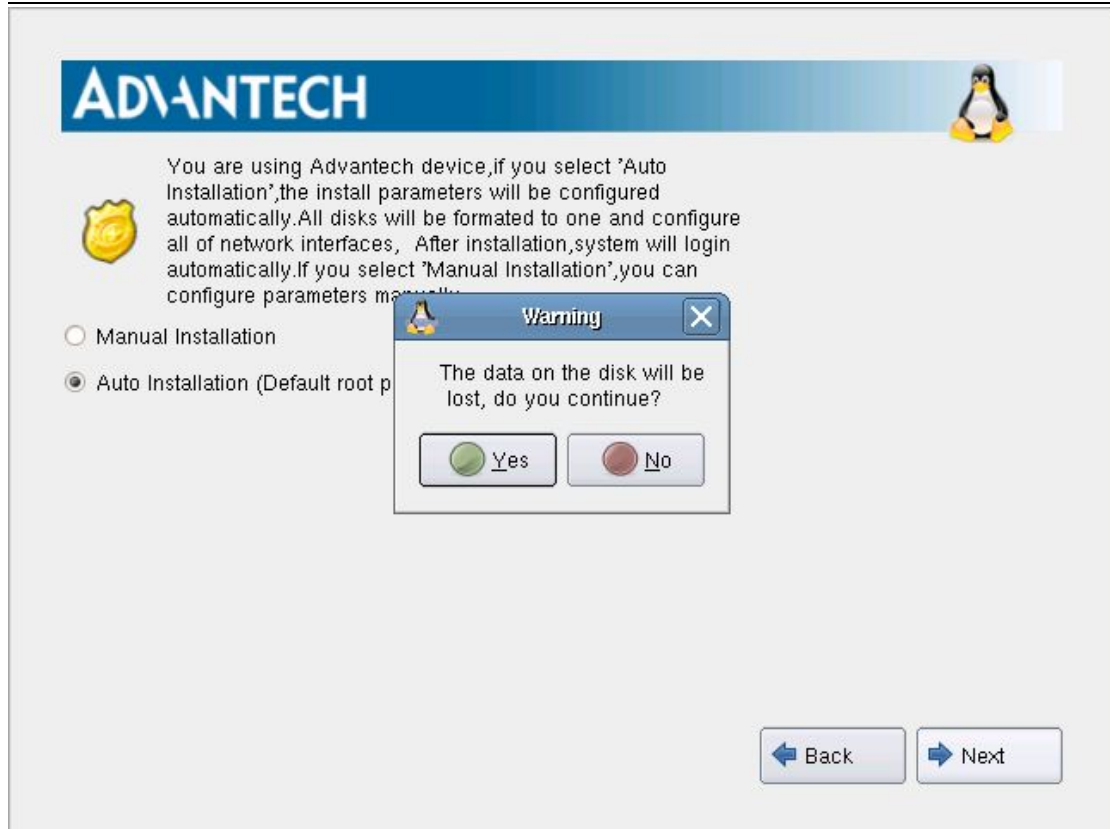 ADVANTECH
You are using Advantech device,if you select 'Auto
Installation',the install parameters will be configured
automatically.All disks will be formated to one and configure
all of network interfaces, After installation,system will login
automatically.If you select 'Manual Installation',you can
configure parameters
Manual Installation
Auto Installation (Default root
Warning
The data on the disk will be
lost, do you continue?
Yes
No
Back
Next